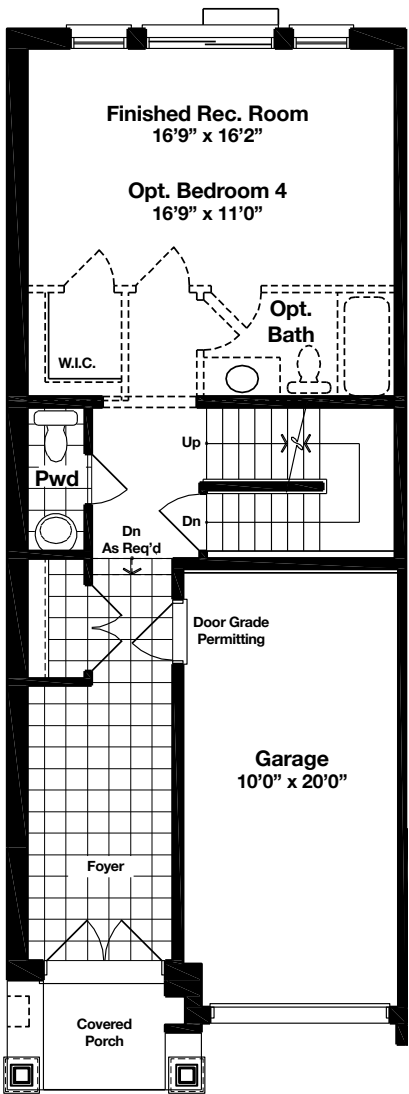 Finished Rec. Room
16’9” x 16’2”
Opt. Bedroom 4
16’9” x 11’0”
Opt.
Bath
W.I.C.
Up
Pwd
Dn
Dn
As Req’d
Door Grade
Permitting
Garage
10’0” x 20’0”
Foyer
Covered
Porch